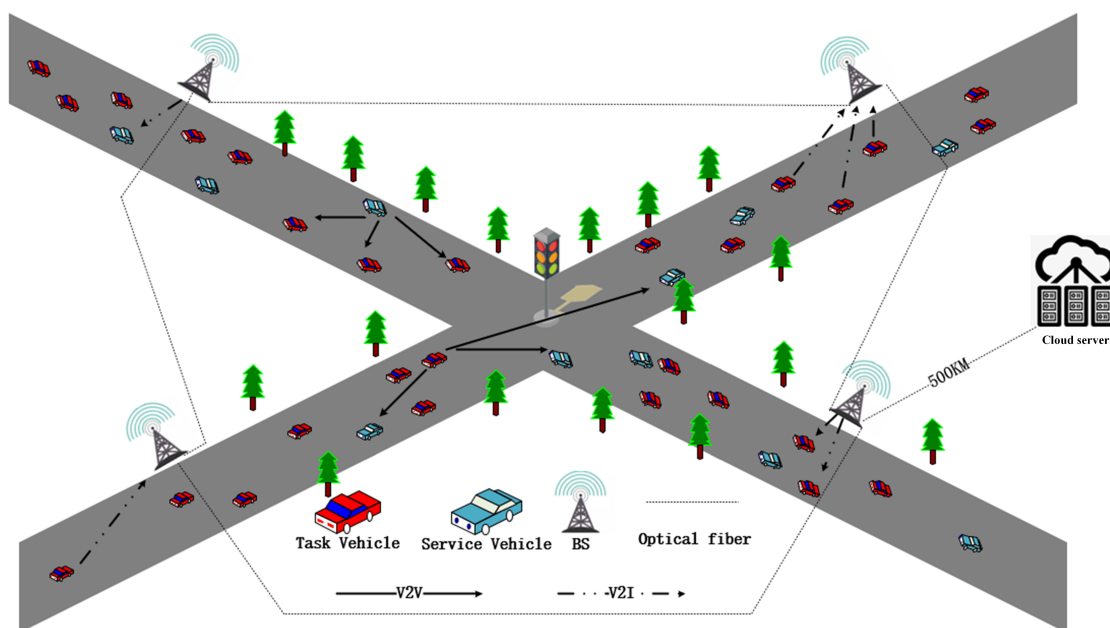 Cloud server
500KM
Task Vehicle
Service Vehicle
BS
Optical fiber
V2V
V2I